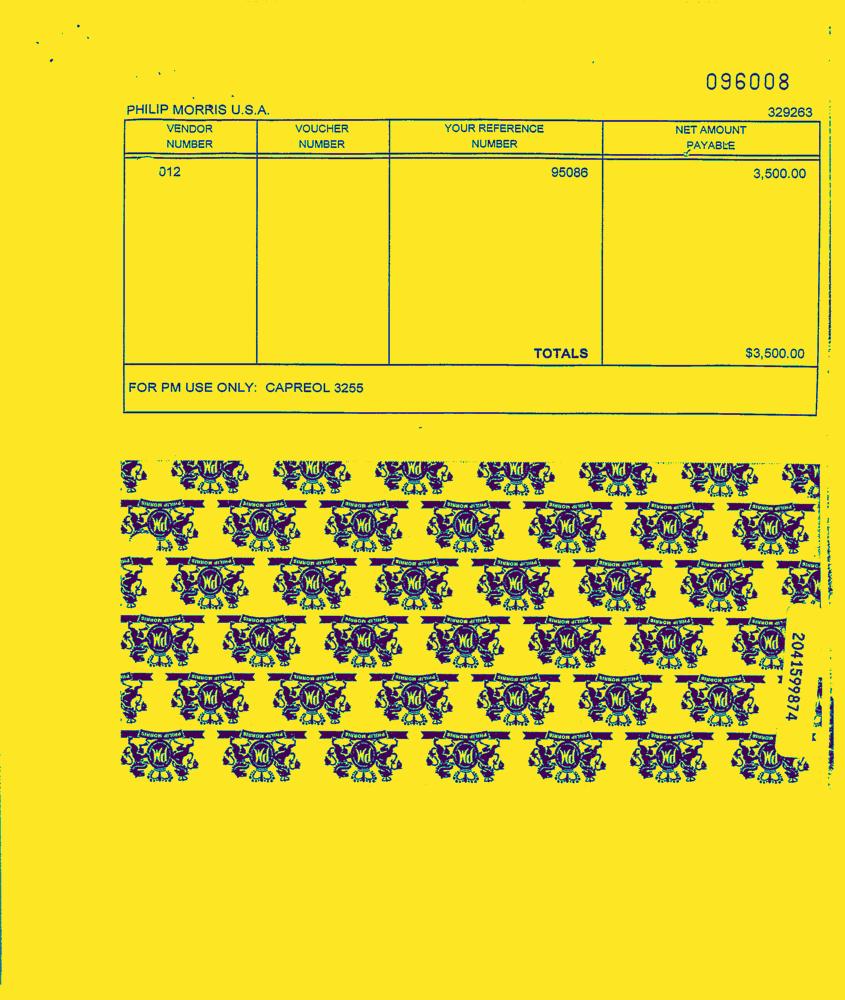 096008
PHILIP MORRIS U.S.A.
329263
VENDOR NUMBER
VOUCHER NUMBER
YOUR REFERENCE NUMBER
NET AMOUNT PAYABLE
012
95086
3,500.00
TOTALS
$3,500.00
FOR PM USE ONLY: CAPREOL 3255
PHILIP MORRIS
PM
2041599874